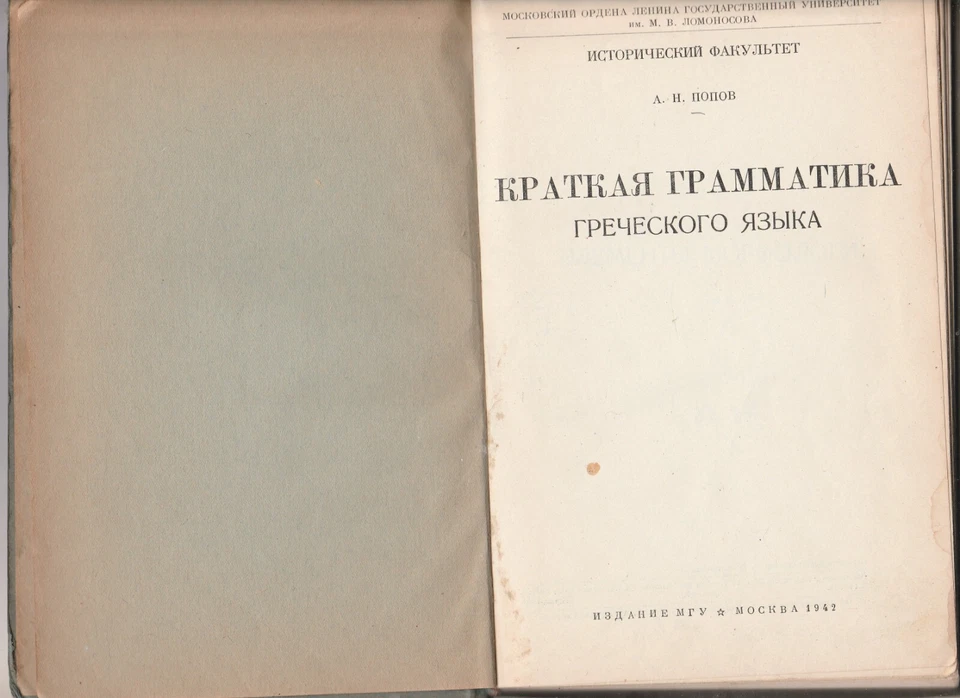 МОСКОВСКИЙ ОРДЕНА ЛЕНИНА ГОСУДАРСТВЕННЫЙ УНИВЕРСИТЕТ
им. М. В. ЛОМОНОСОВА
ИСТОРИЧЕСКИЙ ФАКУЛЬТЕТ
А. Н. ПОПОВ
КРАТКАЯ ГРАММАТИКА
ГРЕЧЕСКОГО ЯЗЫКА
ИЗДАНИЕ МГУ ☆ МОСКВА 1942